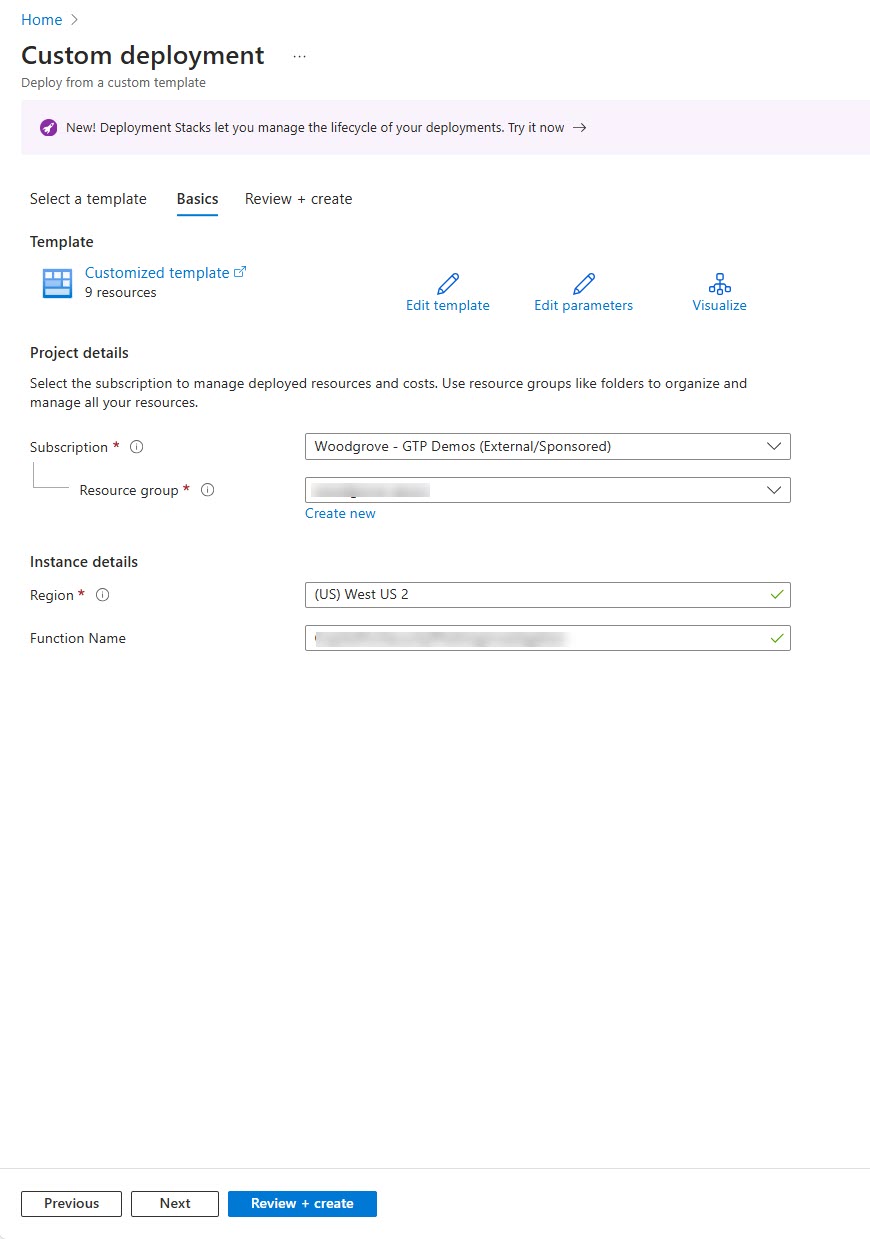 Home
Custom deployment ...
Deploy from a custom template
New! Deployment Stacks let you manage the lifecycle of your deployments. Try it now →
Select a template Basics Review + create
Template
Customized template
9 resources
Edit template Edit parameters Visualize
Project details
Select the subscription to manage deployed resources and costs. Use resource groups like folders to organize and
manage all your resources.
Subscription * Woodgrove - GTP Demos (External/Sponsored)
Resource group *
Create new
Instance details
Region * (US) West US 2
Function Name
Previous Next Review + create